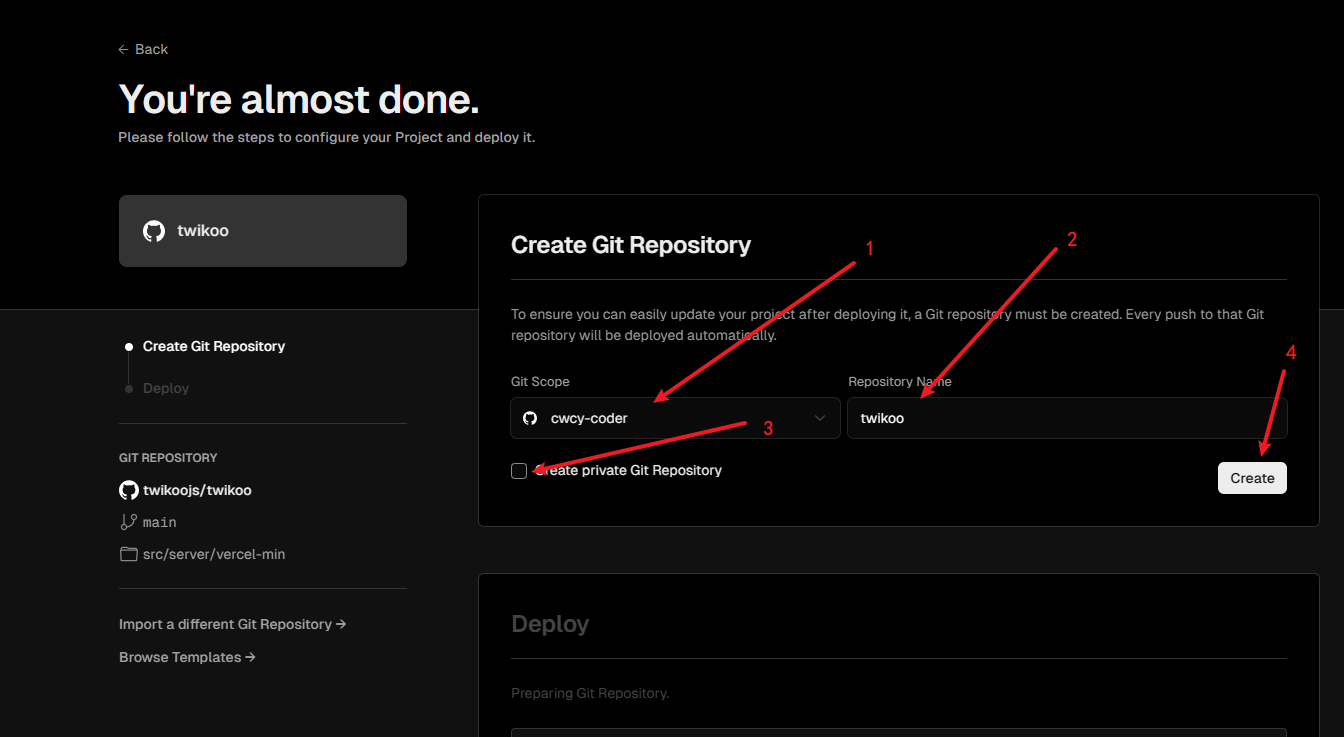 ← Back
You're almost done.
Please follow the steps to configure your Project and deploy it.
twikoo
Create Git Repository
Deploy
GIT REPOSITORY
twikoojs/twikoo
main
src/server/vercel-min
Import a different Git Repository →
Browse Templates →
Create Git Repository
1
2
To ensure you can easily update your project after deploying it, a Git repository must be created. Every push to that Git
repository will be deployed automatically.
4
Git Scope
Repository Name
cwcy-coder
twikoo
3
Create private Git Repository
Create
Deploy
Preparing Git Repository.